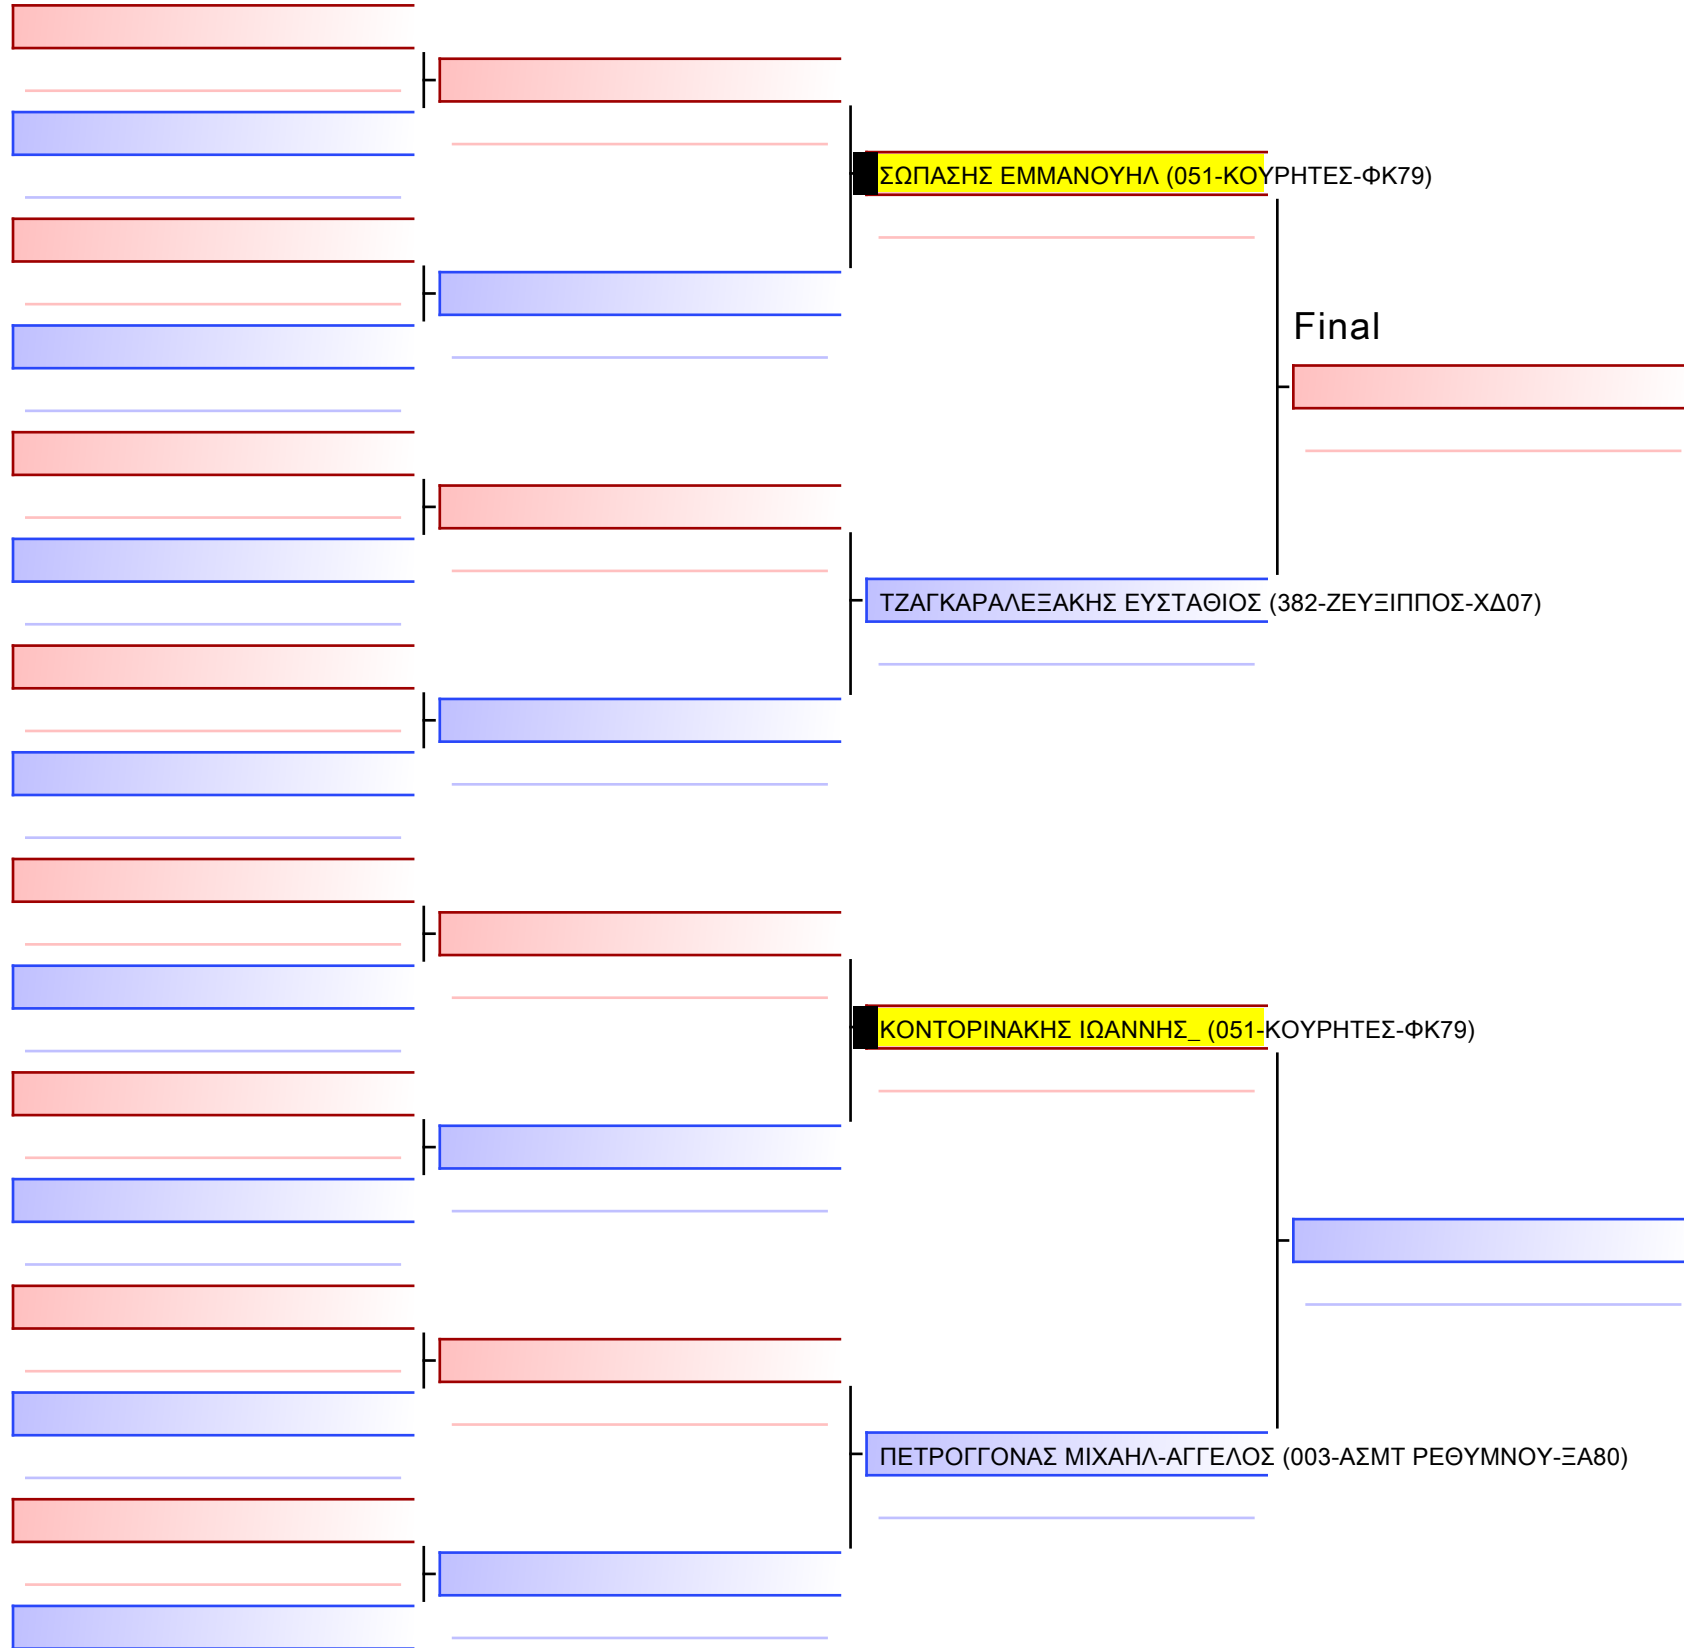 ΣΩΠΑΣΗΣ ΕΜΜΑΝΟΥΗΛ (051-ΚΟΥΡΗΤΕΣ-ΦΚ79)
Final
ΤΖΑΓΚΑΡΑΛΕΞΑΚΗΣ ΕΥΣΤΑΘΙΟΣ (382-ΖΕΥΞΙΠΠΟΣ-ΧΔ07)
ΚΟΝΤΟΡΙΝΑΚΗΣ ΙΩΑΝΝΗΣ_ (051-ΚΟΥΡΗΤΕΣ-ΦΚ79)
ΠΕΤΡΟΓΓΟΝΑΣ ΜΙΧΑΗΛ-ΑΓΓΕΛΟΣ (003-ΑΣΜΤ ΡΕΘΥΜΝΟΥ-ΞΑ80)